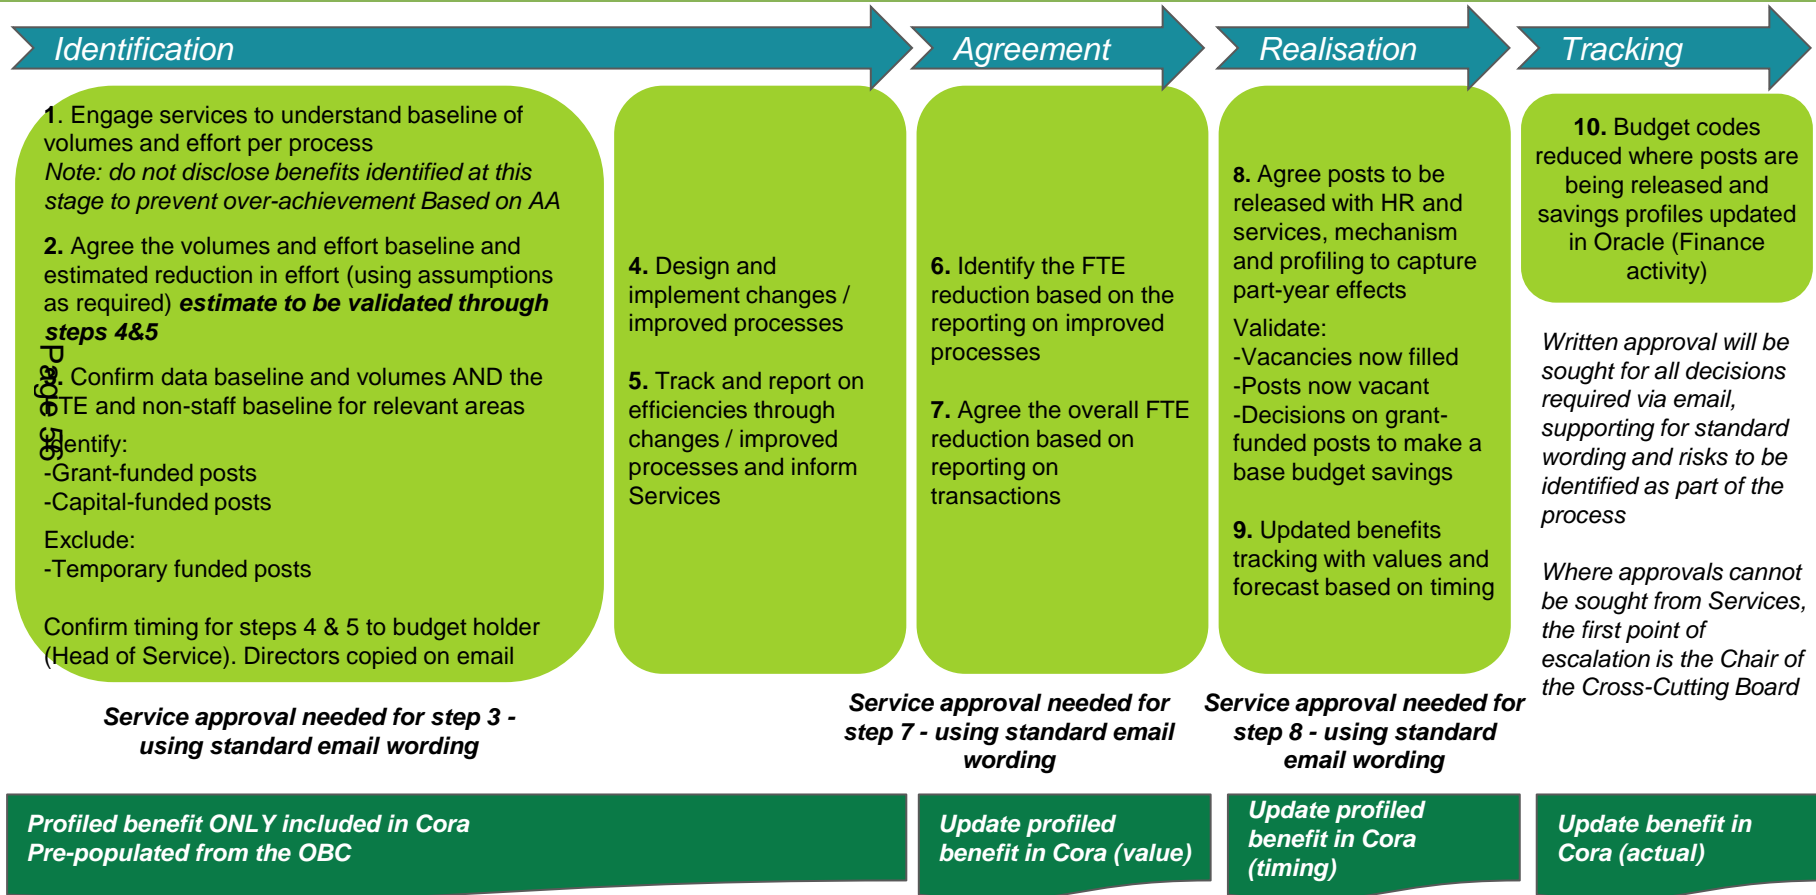 Identification
Agreement
Realisation
Tracking
1. Engage services to understand baseline of
volumes and effort per process
Note: do not disclose benefits identified at this
stage to prevent over-achievement Based on AA
2. Agree the volumes and effort baseline and
estimated reduction in effort (using assumptions
as required) estimate to be validated through
steps 4&5
3. Confirm data baseline and volumes AND the
FTE and non-staff baseline for relevant areas
Identify:
-Grant-funded posts
-Capital-funded posts
Exclude:
-Temporary funded posts
Confirm timing for steps 4 & 5 to budget holder
(Head of Service). Directors copied on email
Page 56
4. Design and
implement changes /
improved processes
5. Track and report on
efficiencies through
changes / improved
processes and inform
Services
6. Identify the FTE
reduction based on the
reporting on improved
processes
7. Agree the overall FTE
reduction based on
reporting on
transactions
8. Agree posts to be
released with HR and
services, mechanism
and profiling to capture
part-year effects
Validate:
-Vacancies now filled
-Posts now vacant
-Decisions on grant-
funded posts to make a
base budget savings
9. Updated benefits
tracking with values and
forecast based on timing
10. Budget codes
reduced where posts are
being released and
savings profiles updated
in Oracle (Finance
activity)
Written approval will be
sought for all decisions
required via email,
supporting for standard
wording and risks to be
identified as part of the
process
Where approvals cannot
be sought from Services,
the first point of
escalation is the Chair of
the Cross-Cutting Board
Service approval needed for step 3 -
using standard email wording
Service approval needed for
step 7 - using standard email
wording
Service approval needed for
step 8 - using standard
email wording
Profiled benefit ONLY included in Cora
Pre-populated from the OBC
Update profiled
benefit in Cora (value)
Update profiled
benefit in Cora
(timing)
Update benefit in
Cora (actual)